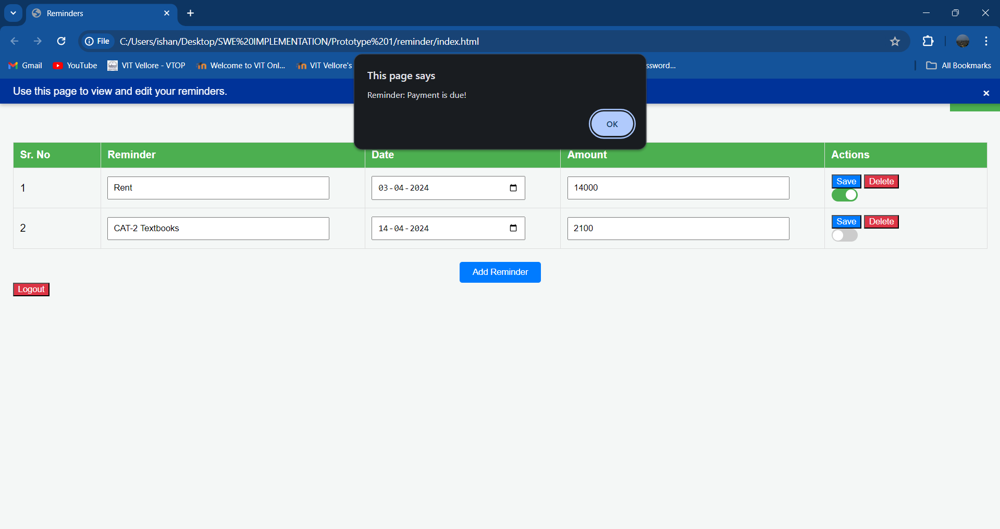 Reminders
File C:/Users/ishan/Desktop/SWE%20IMPLEMENTATION/Prototype%201/reminder/index.html
Gmail YouTube VIT Vellore - VTOP Welcome to VIT Onl... VIT Vellore's ssword... All Bookmarks
This page says
Reminder: Payment is due!
OK
Use this page to view and edit your reminders. ×
Sr. No Reminder Date Amount Actions
1 Rent 03-04-2024 14000 Save Delete
2 CAT-2 Textbooks 14-04-2024 2100 Save Delete
Add Reminder
Logout